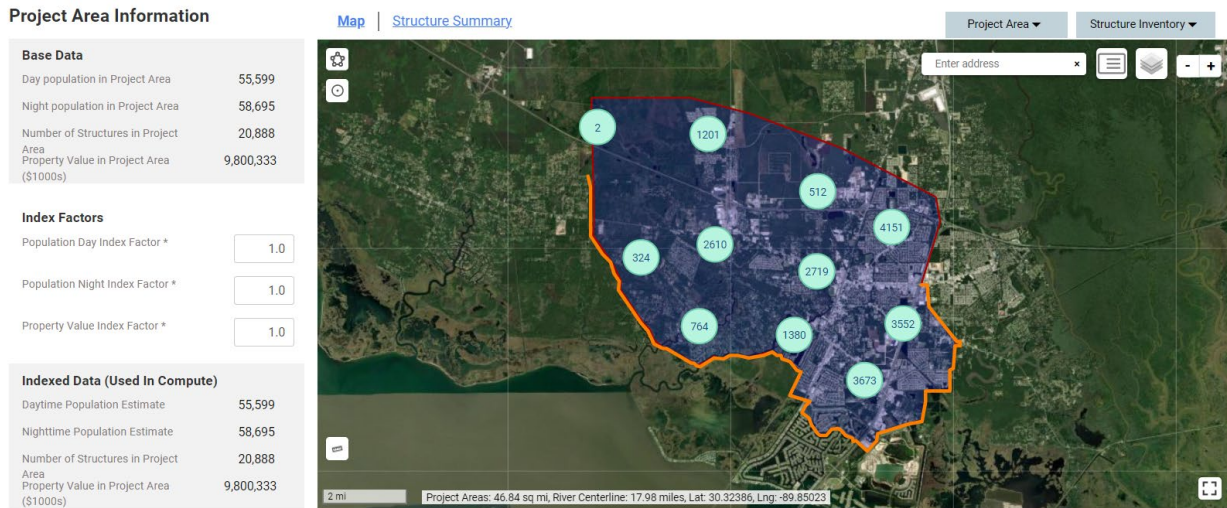 Project Area Information
Map
Structure Summary
Project Area
Structure Inventory
Base Data
Day population in Project Area 55,599
Night population in Project Area 58,695
Number of Structures in Project Area 20,888
Property Value in Project Area ($1000s) 9,800,333
Index Factors
Population Day Index Factor * 1.0
Population Night Index Factor * 1.0
Property Value Index Factor * 1.0
Indexed Data (Used In Compute)
Daytime Population Estimate 55,599
Nighttime Population Estimate 58,695
Number of Structures in Project Area 20,888
Property Value in Project Area ($1000s) 9,800,333
Enter address ×
- +
2
1201
512
4151
2610
324
2719
764
1380
3552
3673
2 mi
Project Areas: 46.84 sq mi, River Centerline: 17.98 miles, Lat: 30.32386, Lng: -89.85023